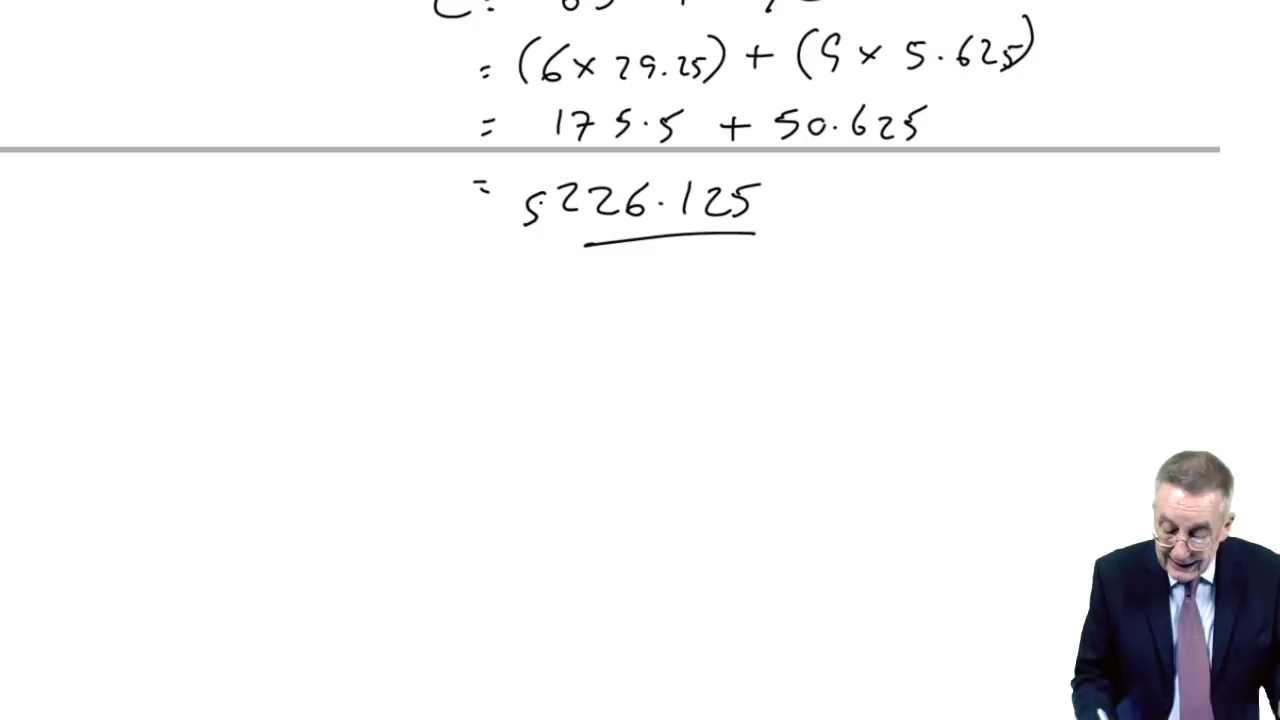 = (6 × 29.25) + (9 × 5.625)
= 175.5 + 50.625
= 226.125